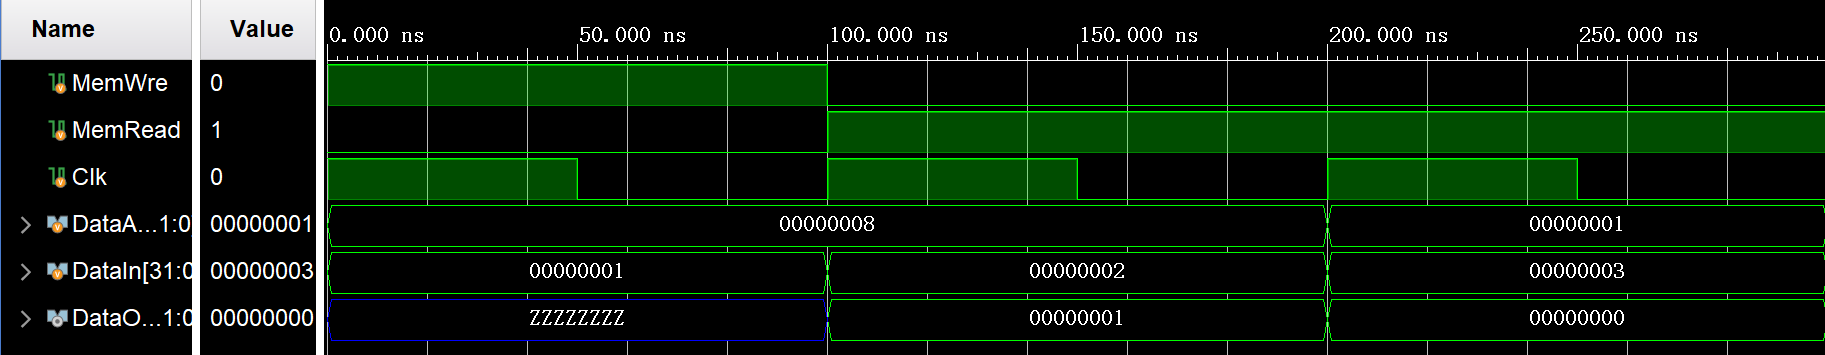 Name Value
0.000 ns 50.000 ns 100.000 ns 150.000 ns 200.000 ns 250.000 ns
MemWre 0
MemRead 1
Clk 0
DataA...1:0 00000001 00000008 00000001
DataIn[31:0 00000003 00000001 00000002 00000003
DataO...1:0 00000000 ZZZZZZZZ 00000001 00000000